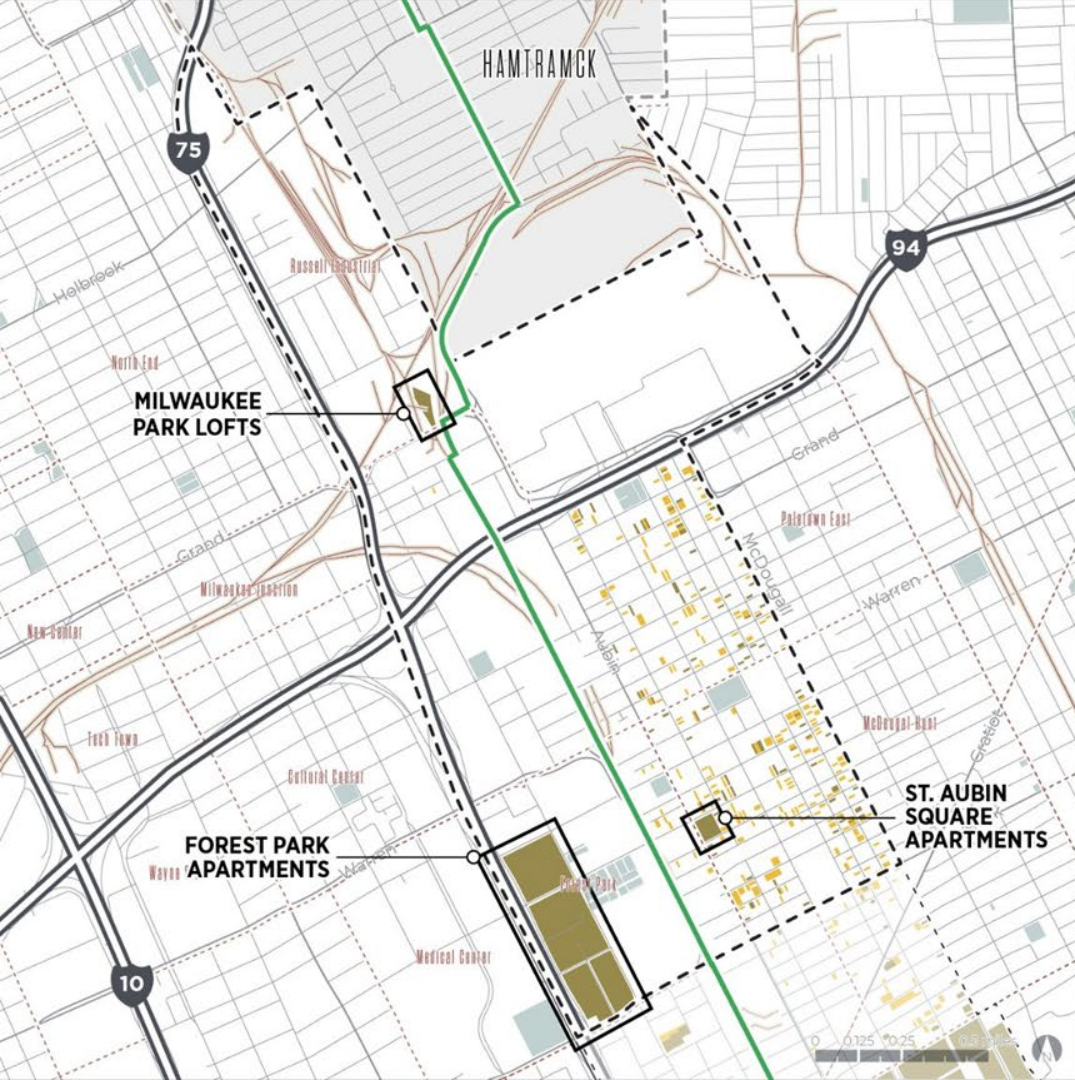 HAMTRAMCK
75
94
Russell Industrial
Holbrook
North End
MILWAUKEE
PARK LOFTS
Grand
Poletown East
McDougall
Grand
Milwaukee Junction
Warren
New Center
Aubin
McDougal-Hunt
Gratiot
Tech Town
Cultural Center
ST. AUBIN
SQUARE
APARTMENTS
FOREST PARK
APARTMENTS
Warren
Wayne
Forest Park
Medical Center
10
0 0.125 0.25
N